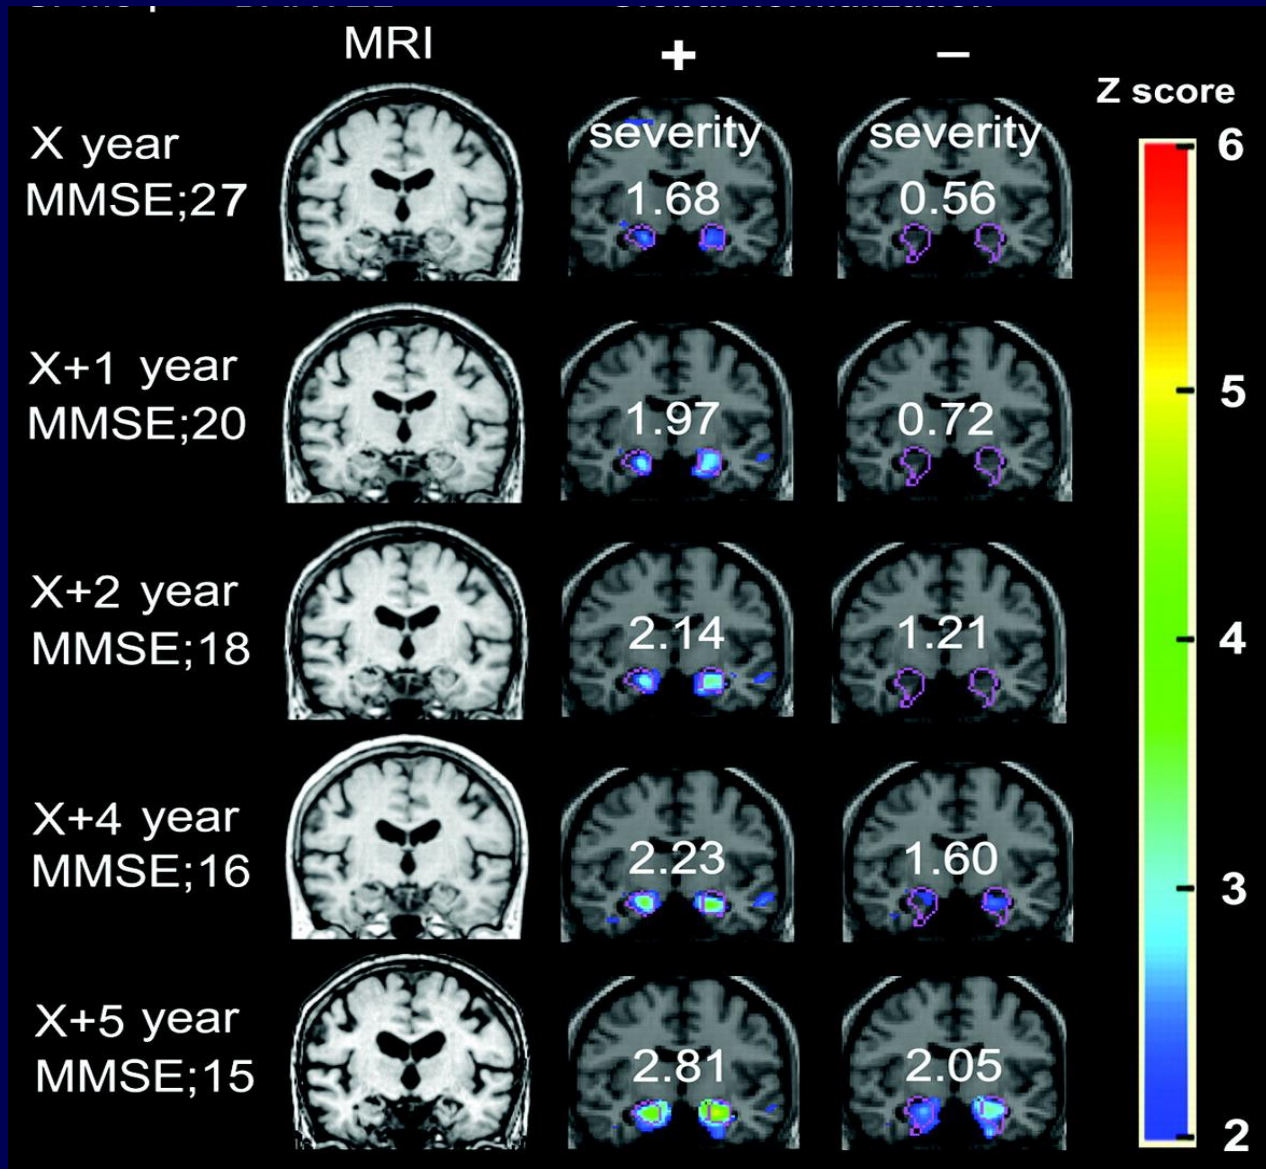 MRI
+ −
Z score
severity severity
X year
MMSE;27
1.68 0.56
X+1 year
MMSE;20
1.97 0.72
X+2 year
MMSE;18
2.14 1.21
X+4 year
MMSE;16
2.23 1.60
X+5 year
MMSE;15
2.81 2.05
6
5
4
3
2